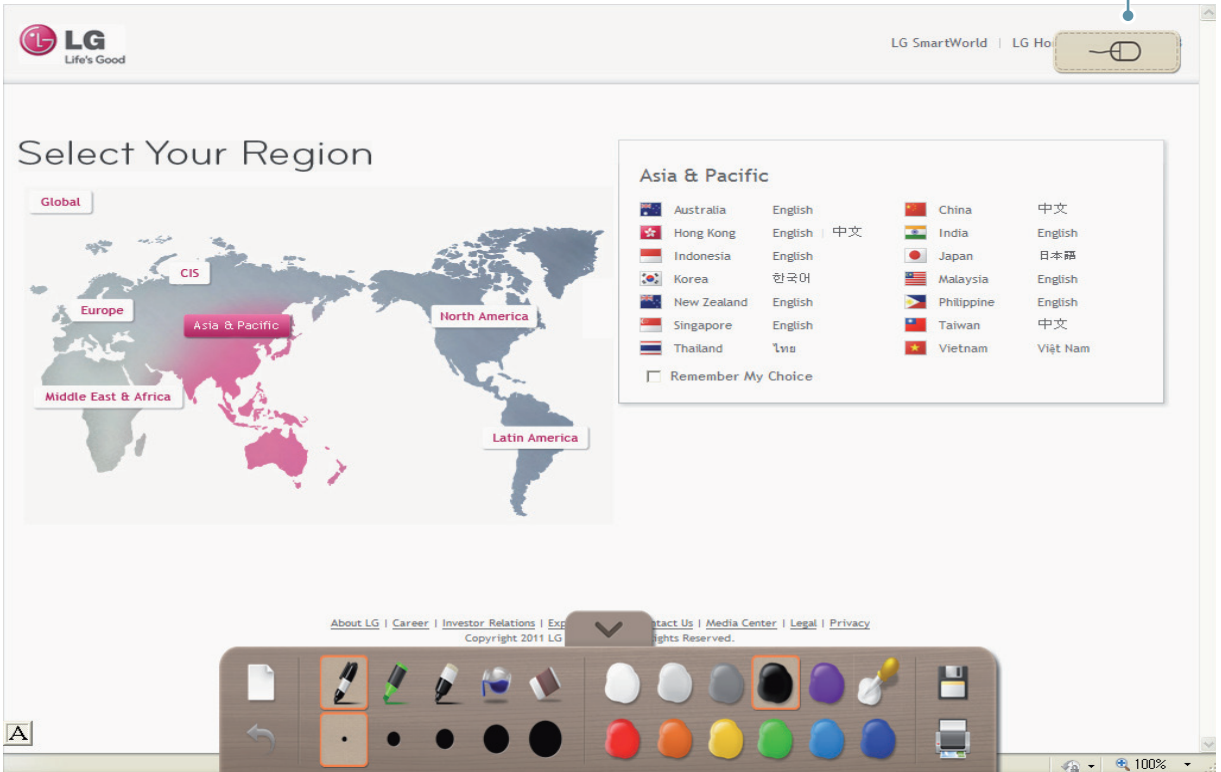 LG
Life's Good
LG SmartWorld | LG Ho
Select Your Region
Global
CIS
Europe
Asia & Pacific
North America
Middle East & Africa
Latin America
Asia & Pacific
Australia English
Hong Kong English | 中文
Indonesia English
Korea 한국어
New Zealand English
Singapore English
Thailand ไทย
China 中文
India English
Japan 日本語
Malaysia English
Philippine English
Taiwan 中文
Vietnam Việt Nam
Remember My Choice
About LG | Career | Investor Relations | Exp tact Us | Media Center | Legal | Privacy
Copyright 2011 LG ights Reserved.
A
100%